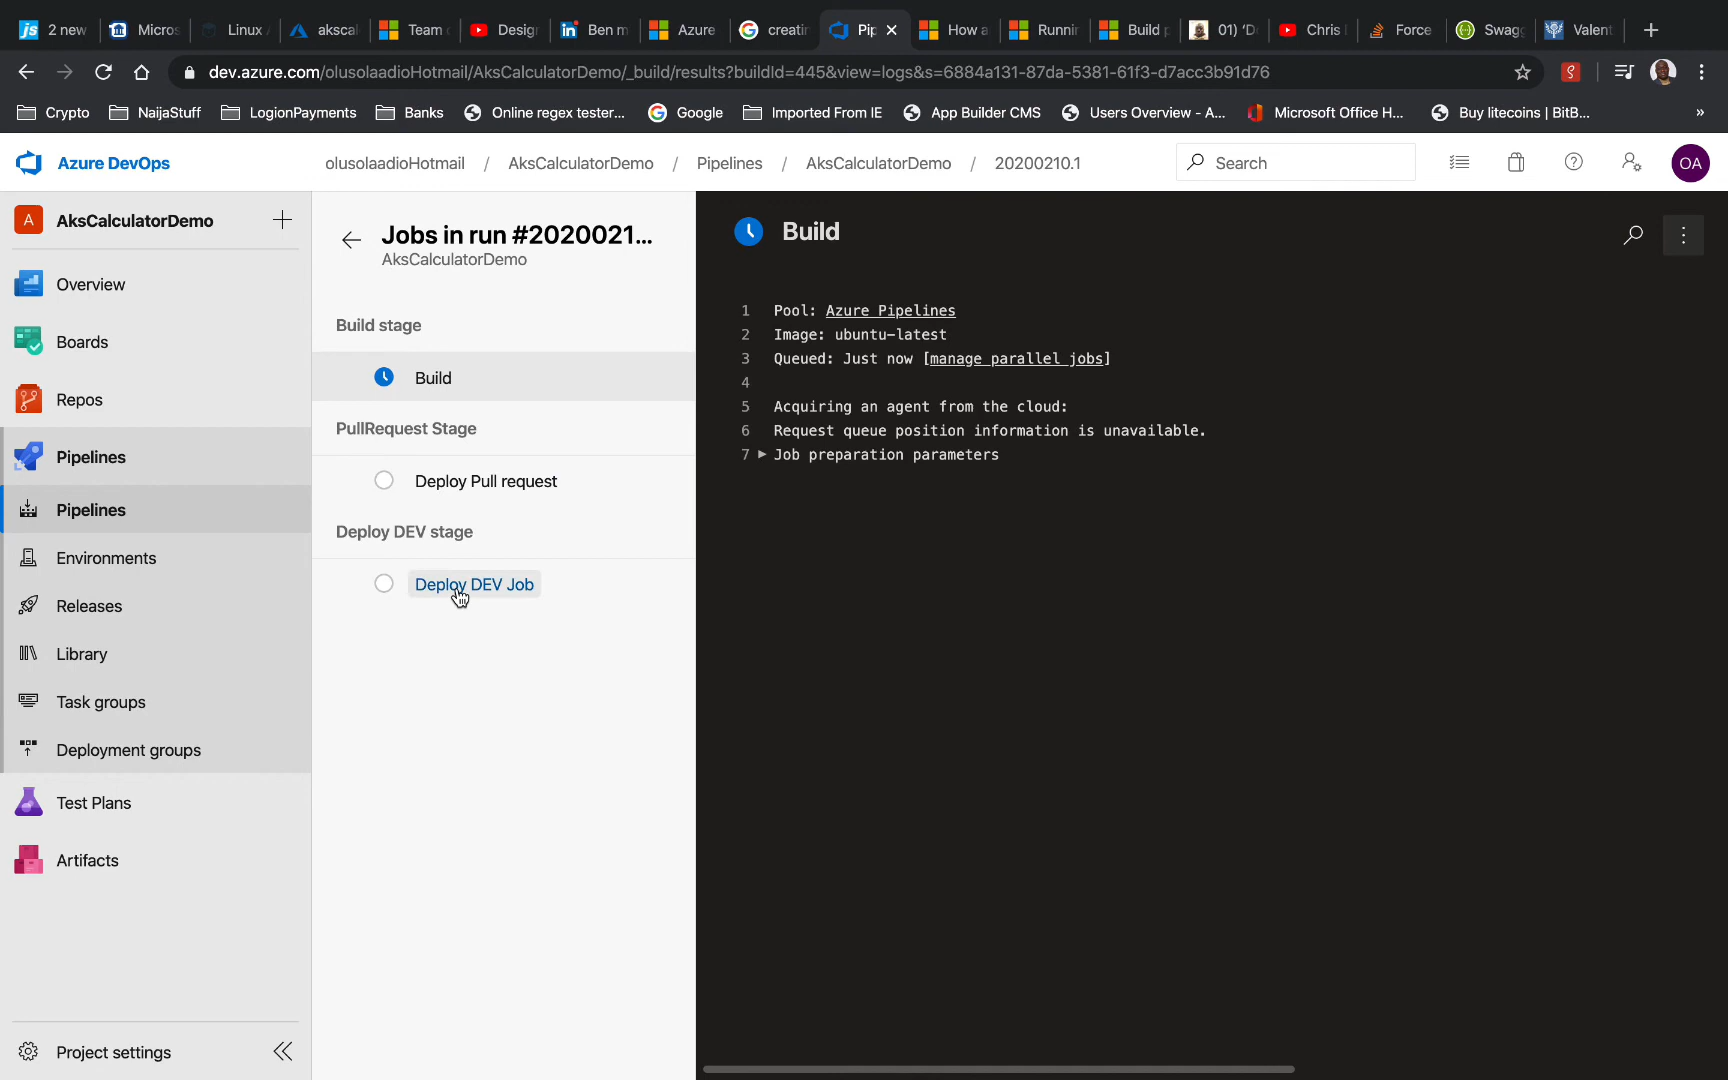 2 new
Micros
Linux
akscal
Team
Desig
Ben m
Azure
creatin
Pip
How a
Runnin
Build p
01) 'D
Chris
Force
Swagg
Valent
dev.azure.com/olusolaadioHotmail/AksCalculatorDemo/_build/results?buildId=445&view=logs&s=6884a131-87da-5381-61f3-d7acc3b91d76
Crypto
NaijaStuff
LogionPayments
Banks
Online regex tester...
Google
Imported From IE
App Builder CMS
Users Overview - A...
Microsoft Office H...
Buy litecoins | BitB...
»
Azure DevOps
olusolaadioHotmail / AksCalculatorDemo / Pipelines / AksCalculatorDemo / 20200210.1
Search
OA
A AksCalculatorDemo
Overview
Boards
Repos
Pipelines
Pipelines
Environments
Releases
Library
Task groups
Deployment groups
Test Plans
Artifacts
Project settings
Jobs in run #2020021...
AksCalculatorDemo
Build stage
Build
PullRequest Stage
Deploy Pull request
Deploy DEV stage
Deploy DEV Job
Build
1 Pool: Azure Pipelines
2 Image: ubuntu-latest
3 Queued: Just now [manage parallel jobs]
4
5 Acquiring an agent from the cloud:
6 Request queue position information is unavailable.
7 Job preparation parameters